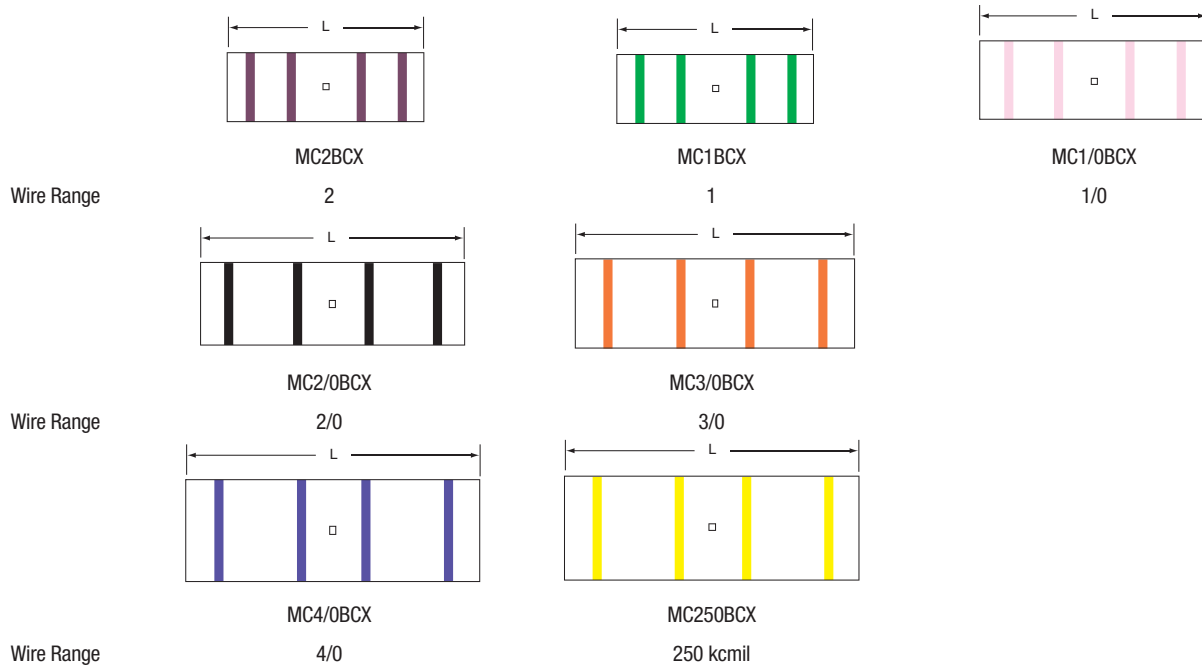 L L L
MC2BCX MC1BCX MC1/0BCX
Wire Range 2 1 1/0
L L
MC2/0BCX MC3/0BCX
Wire Range 2/0 3/0
L L
MC4/0BCX MC250BCX
Wire Range 4/0 250 kcmil